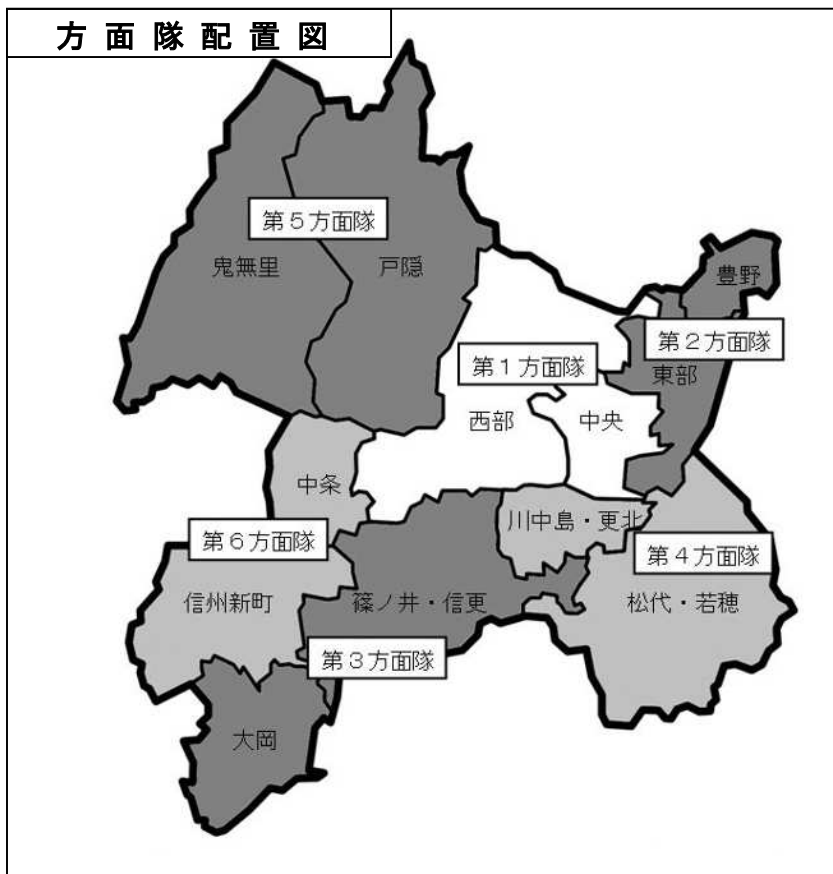 方面隊配置図
第５方面隊
鬼無里
戸隠
豊野
第２方面隊
東部
第１方面隊
西部
中央
中条
川中島・更北
第６方面隊
第４方面隊
信州新町
篠ノ井・信更
松代・若穂
第３方面隊
大岡